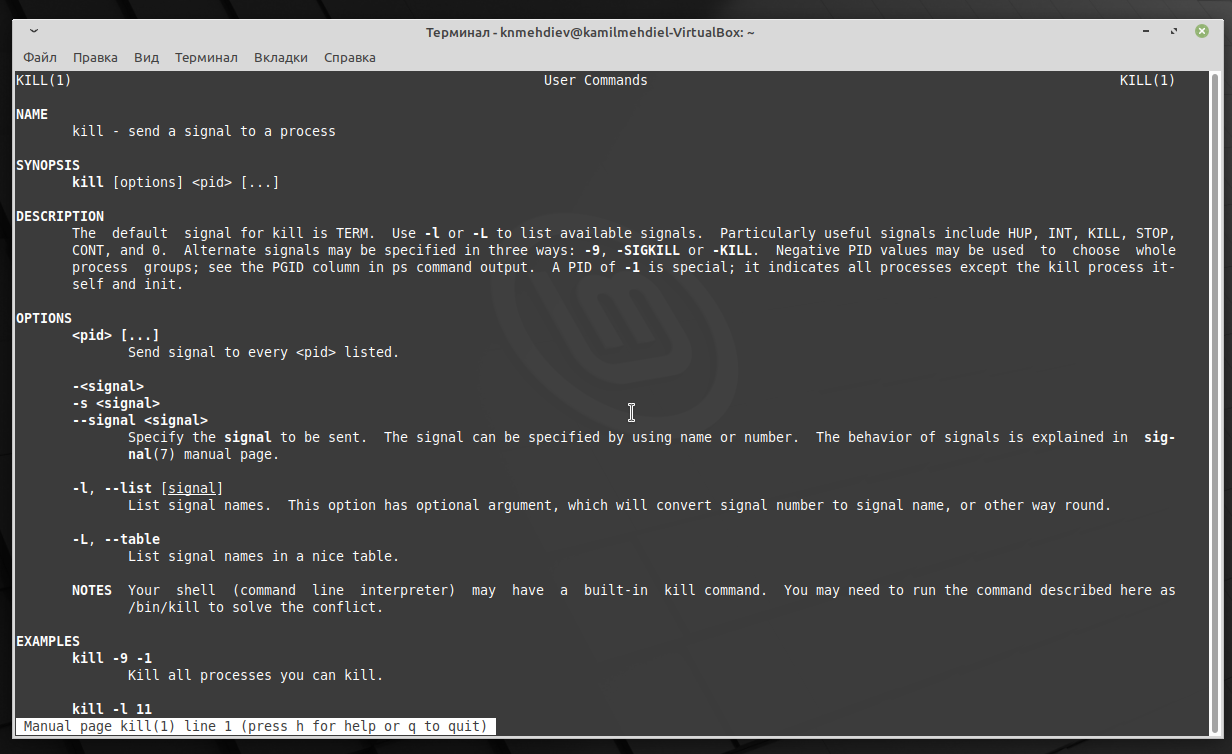 Терминал - knmehdiev@kamilmehdiel-VirtualBox: ~
Файл Правка Вид Терминал Вкладки Справка
KILL(1) User Commands KILL(1)
NAME
kill - send a signal to a process
SYNOPSIS
kill [options] <pid> [...]
DESCRIPTION
The default signal for kill is TERM. Use -l or -L to list available signals. Particularly useful signals include HUP, INT, KILL, STOP,
CONT, and 0. Alternate signals may be specified in three ways: -9, -SIGKILL or -KILL. Negative PID values may be used to choose whole
process groups; see the PGID column in ps command output. A PID of -1 is special; it indicates all processes except the kill process it-
self and init.
OPTIONS
<pid> [...]
Send signal to every <pid> listed.
-<signal>
-s <signal>
--signal <signal>
Specify the signal to be sent. The signal can be specified by using name or number. The behavior of signals is explained in sig-
nal(7) manual page.
-l, --list [signal]
List signal names. This option has optional argument, which will convert signal number to signal name, or other way round.
-L, --table
List signal names in a nice table.
NOTES Your shell (command line interpreter) may have a built-in kill command. You may need to run the command described here as
/bin/kill to solve the conflict.
EXAMPLES
kill -9 -1
Kill all processes you can kill.
kill -l 11
Manual page kill(1) line 1 (press h for help or q to quit)